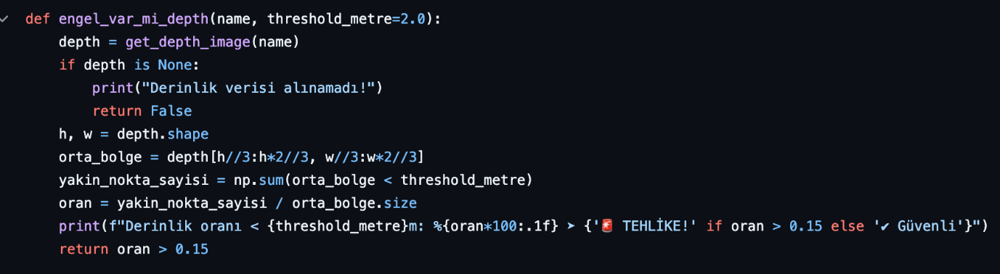 def engel_var_mi_depth(name, threshold_metre=2.0):
    depth = get_depth_image(name)
    if depth is None:
        print("Derinlik verisi alınamadı!")
        return False
    h, w = depth.shape
    orta_bolge = depth[h//3:h*2//3, w//3:w*2//3]
    yakin_nokta_sayisi = np.sum(orta_bolge < threshold_metre)
    oran = yakin_nokta_sayisi / orta_bolge.size
    print(f"Derinlik oranı < {threshold_metre}m: %{oran*100:.1f} ➤ {'🚨 TEHLİKE!' if oran > 0.15 else '✔ Güvenli'}")
    return oran > 0.15